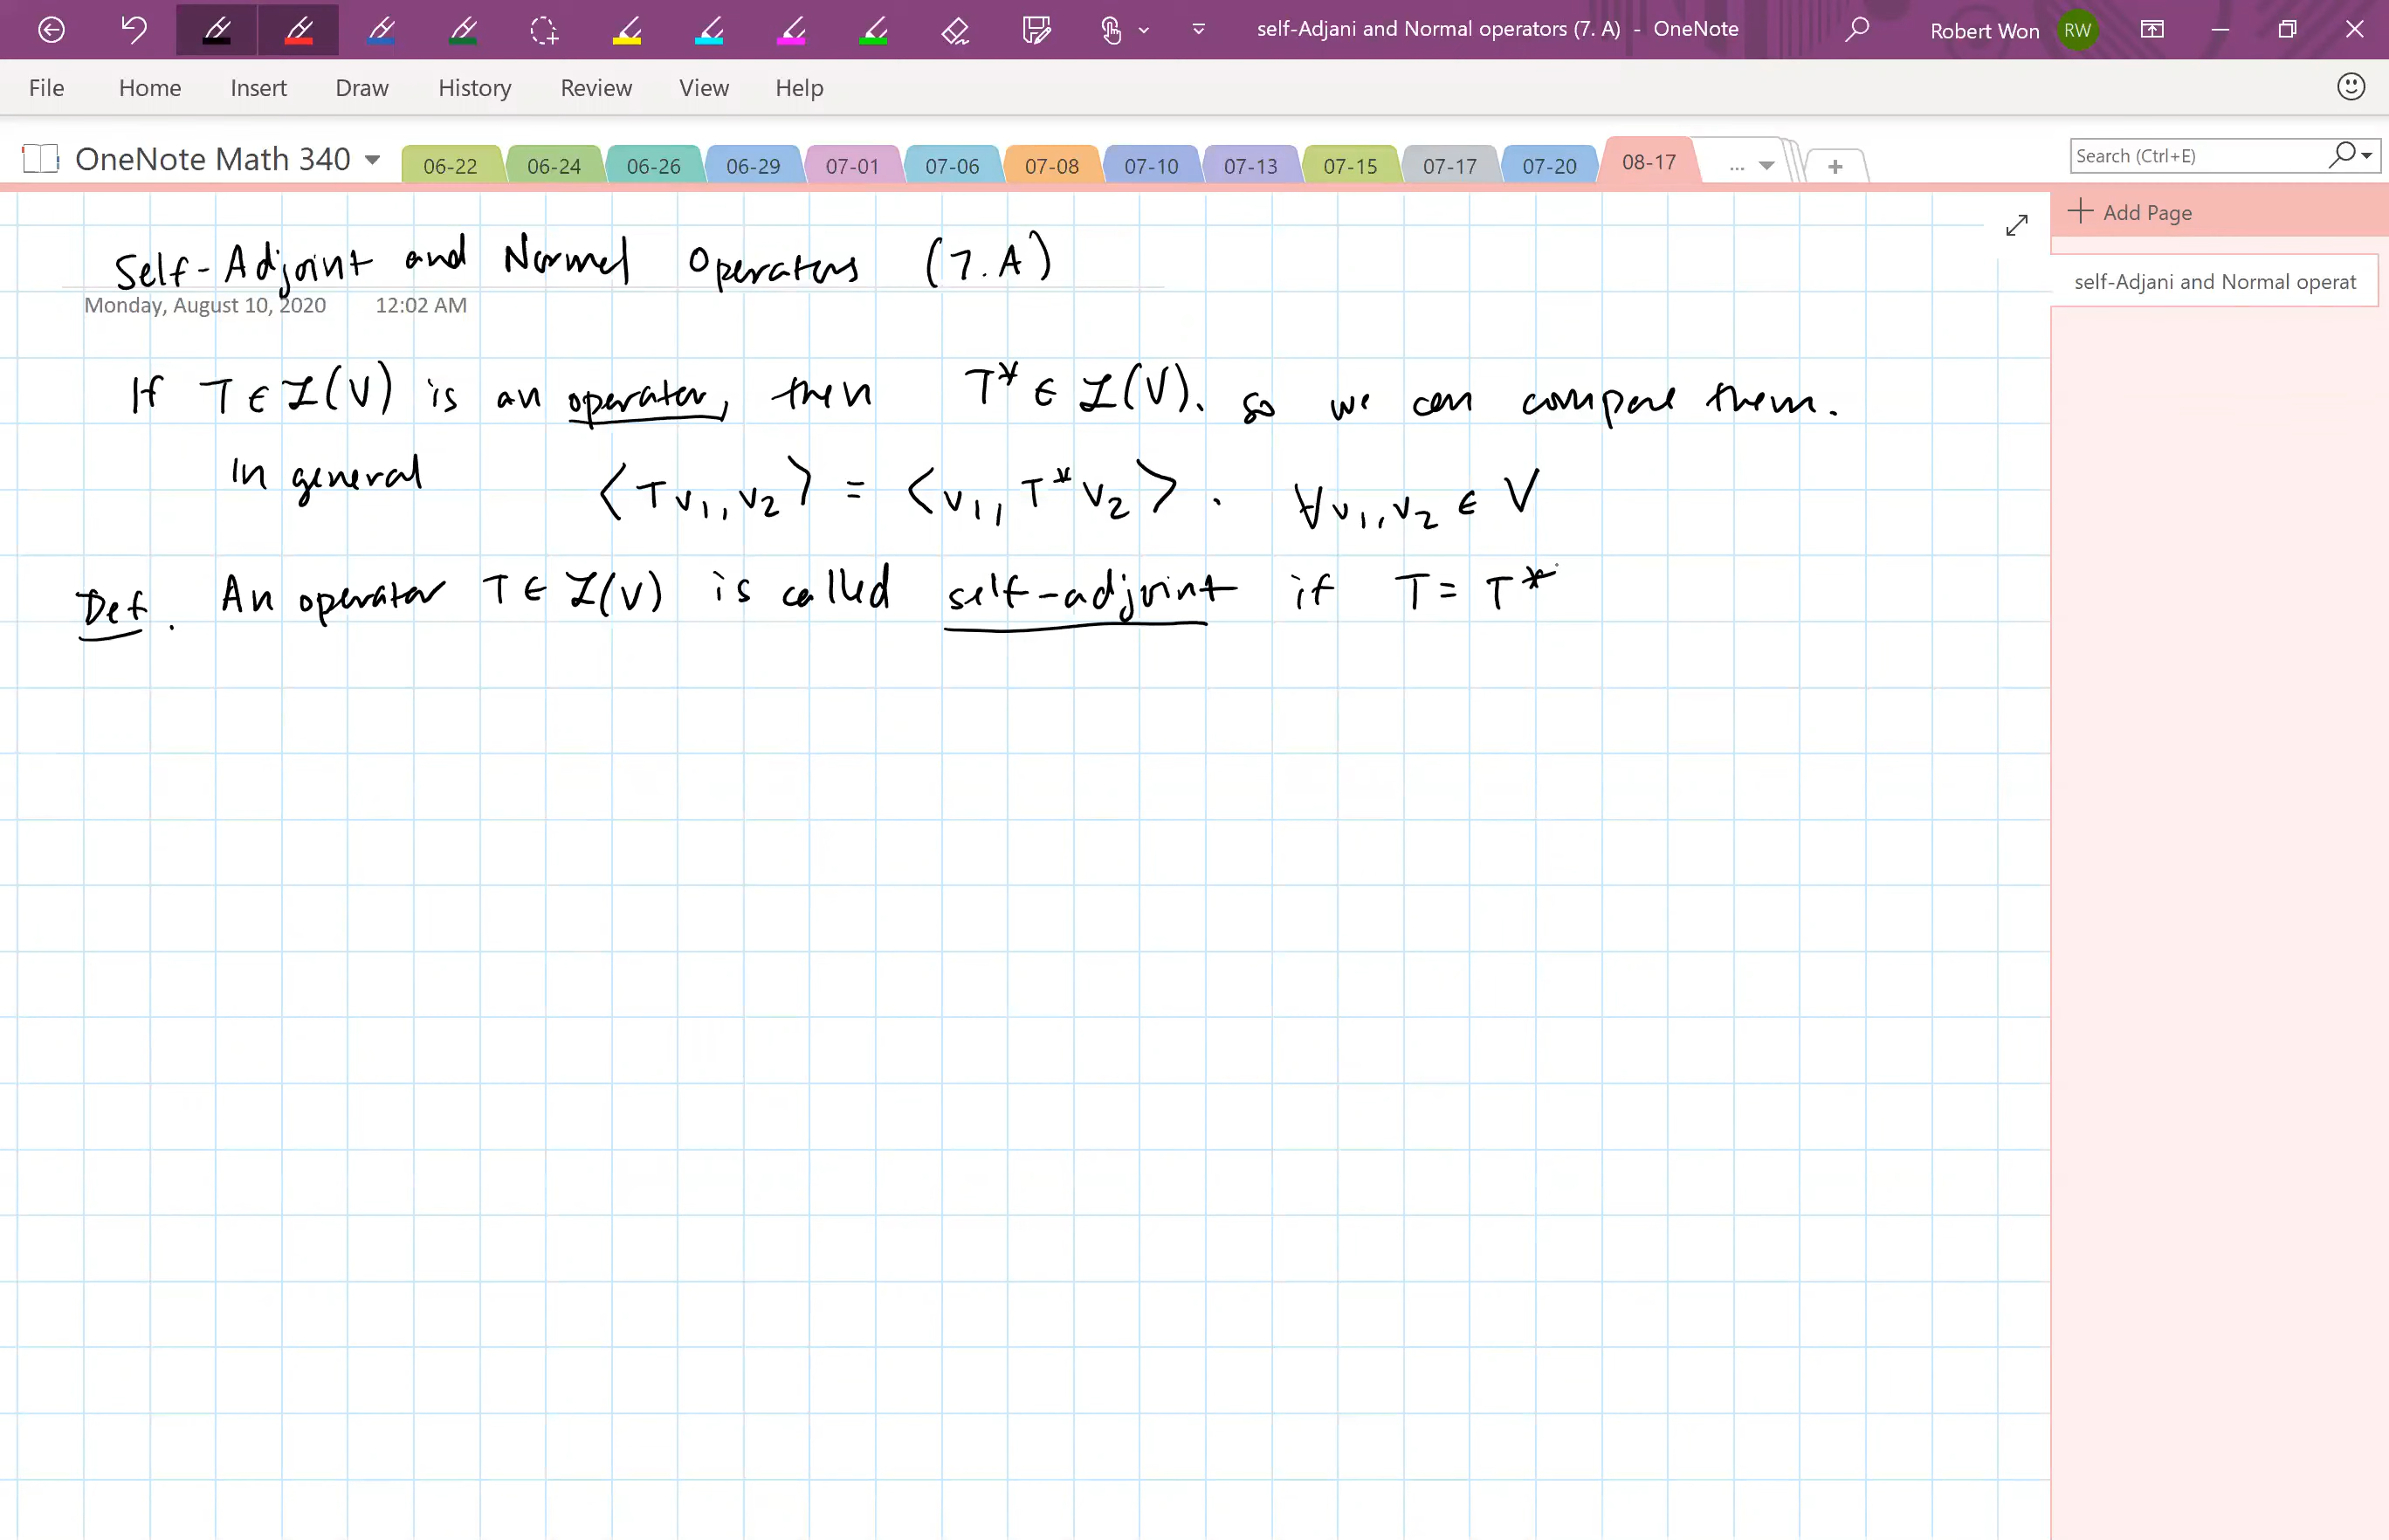 self-Adjani and Normal operators (7. A) - OneNote
Robert Won RW
File Home Insert Draw History Review View Help
OneNote Math 340
06-22 06-24 06-26 06-29 07-01 07-06 07-08 07-10 07-13 07-15 07-17 07-20 08-17 ... +
Search (Ctrl+E)
Add Page
self-Adjani and Normal operat
Self-Adjoint and Normal Operators (7.A)
Monday, August 10, 2020 12:02 AM
If T ∈ ℒ(V) is an operator, then T* ∈ ℒ(V). so we can compare them.
In general ⟨Tv₁, v₂⟩ = ⟨v₁, T*v₂⟩. ∀v₁, v₂ ∈ V
Def. An operator T ∈ ℒ(V) is called self-adjoint if T = T*